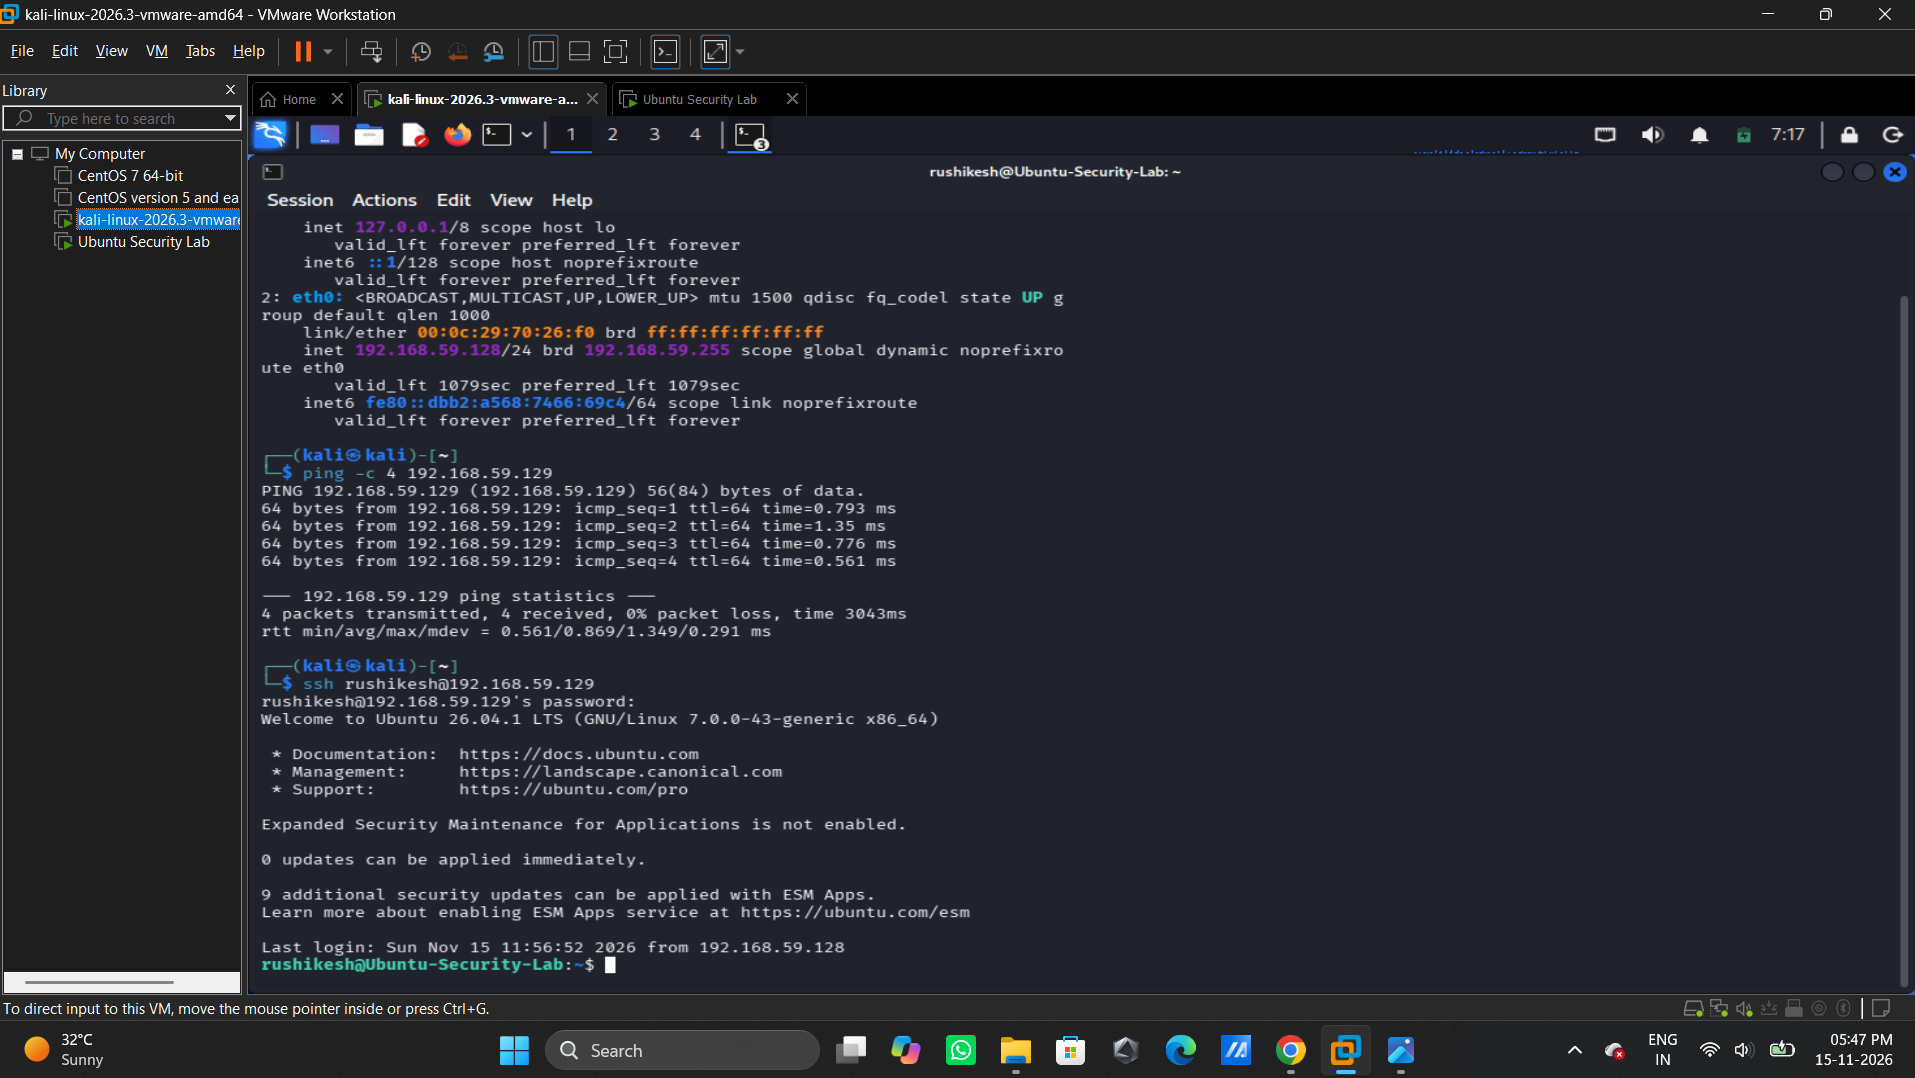 kali-linux-2026.3-vmware-amd64 - VMware Workstation
File Edit View VM Tabs Help
Library
Type here to search
My Computer
CentOS 7 64-bit
CentOS version 5 and ea
kali-linux-2026.3-vmware
Ubuntu Security Lab
Home
kali-linux-2026.3-vmware-a...
Ubuntu Security Lab
1 2 3 4
3
7:17
rushikesh@Ubuntu-Security-Lab: ~
Session Actions Edit View Help
inet 127.0.0.1/8 scope host lo
valid_lft forever preferred_lft forever
inet6 ::1/128 scope host noprefixroute
valid_lft forever preferred_lft forever
2: eth0: <BROADCAST,MULTICAST,UP,LOWER_UP> mtu 1500 qdisc fq_codel state UP g
roup default qlen 1000
link/ether 00:0c:29:70:26:f0 brd ff:ff:ff:ff:ff:ff
inet 192.168.59.128/24 brd 192.168.59.255 scope global dynamic noprefixro
ute eth0
valid_lft 1079sec preferred_lft 1079sec
inet6 fe80::dbb2:a568:7466:69c4/64 scope link noprefixroute
valid_lft forever preferred_lft forever
┌──(kali㉿kali)-[~]
└─$ ping -c 4 192.168.59.129
PING 192.168.59.129 (192.168.59.129) 56(84) bytes of data.
64 bytes from 192.168.59.129: icmp_seq=1 ttl=64 time=0.793 ms
64 bytes from 192.168.59.129: icmp_seq=2 ttl=64 time=1.35 ms
64 bytes from 192.168.59.129: icmp_seq=3 ttl=64 time=0.776 ms
64 bytes from 192.168.59.129: icmp_seq=4 ttl=64 time=0.561 ms
--- 192.168.59.129 ping statistics ---
4 packets transmitted, 4 received, 0% packet loss, time 3043ms
rtt min/avg/max/mdev = 0.561/0.869/1.349/0.291 ms
┌──(kali㉿kali)-[~]
└─$ ssh rushikesh@192.168.59.129
rushikesh@192.168.59.129's password:
Welcome to Ubuntu 26.04.1 LTS (GNU/Linux 7.0.0-43-generic x86_64)
* Documentation: https://docs.ubuntu.com
* Management: https://landscape.canonical.com
* Support: https://ubuntu.com/pro
Expanded Security Maintenance for Applications is not enabled.
0 updates can be applied immediately.
9 additional security updates can be applied with ESM Apps.
Learn more about enabling ESM Apps service at https://ubuntu.com/esm
Last login: Sun Nov 15 11:56:52 2026 from 192.168.59.128
rushikesh@Ubuntu-Security-Lab:~$
To direct input to this VM, move the mouse pointer inside or press Ctrl+G.
32°C
Sunny
Search
ENG
IN
05:47 PM
15-11-2026